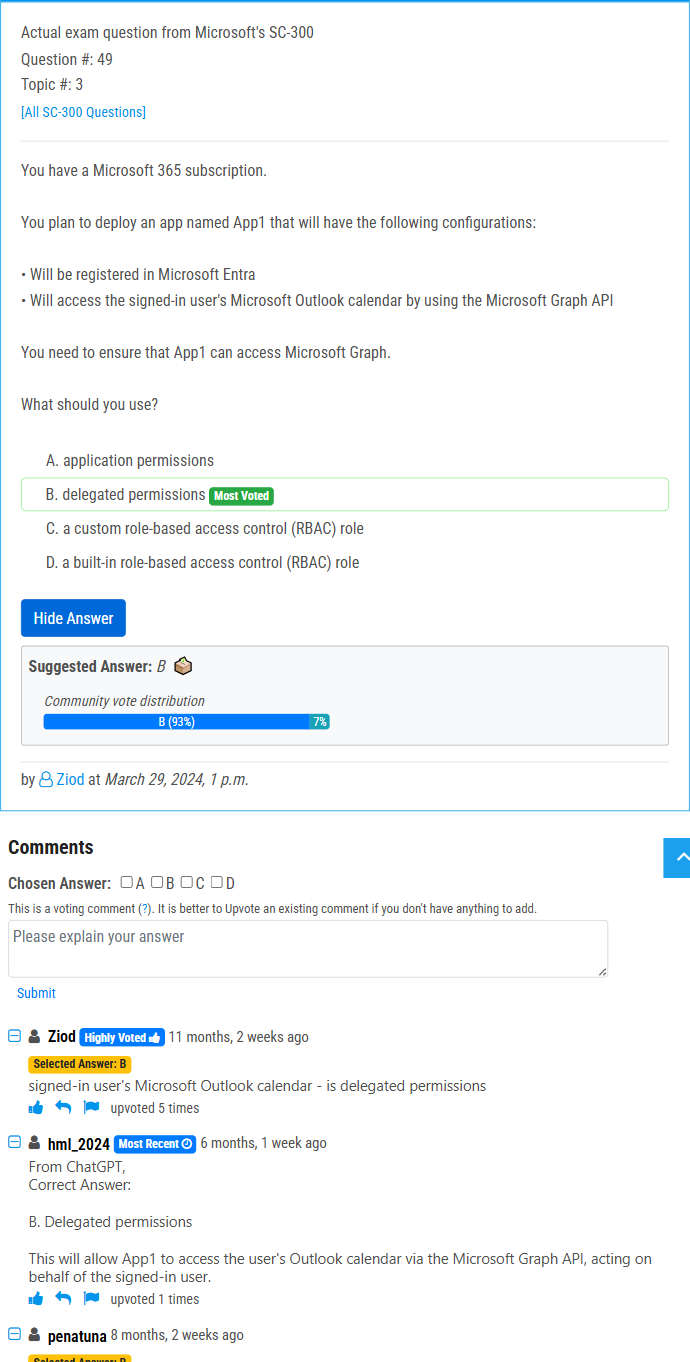 Actual exam question from Microsoft's SC-300
Question #: 49
Topic #: 3
[All SC-300 Questions]
You have a Microsoft 365 subscription.
You plan to deploy an app named App1 that will have the following configurations:
• Will be registered in Microsoft Entra
• Will access the signed-in user's Microsoft Outlook calendar by using the Microsoft Graph API
You need to ensure that App1 can access Microsoft Graph.
What should you use?
A. application permissions
B. delegated permissions Most Voted
C. a custom role-based access control (RBAC) role
D. a built-in role-based access control (RBAC) role
Hide Answer
Suggested Answer: B
Community vote distribution
B (93%) 7%
by Ziod at March 29, 2024, 1 p.m.
Comments
Chosen Answer: A B C D
This is a voting comment (?). It is better to Upvote an existing comment if you don't have anything to add.
Please explain your answer
Submit
Ziod Highly Voted 11 months, 2 weeks ago
Selected Answer: B
signed-in user's Microsoft Outlook calendar - is delegated permissions
upvoted 5 times
hml_2024 Most Recent 6 months, 1 week ago
From ChatGPT,
Correct Answer:
B. Delegated permissions
This will allow App1 to access the user's Outlook calendar via the Microsoft Graph API, acting on
behalf of the signed-in user.
upvoted 1 times
penatuna 8 months, 2 weeks ago
Selected Answer: B